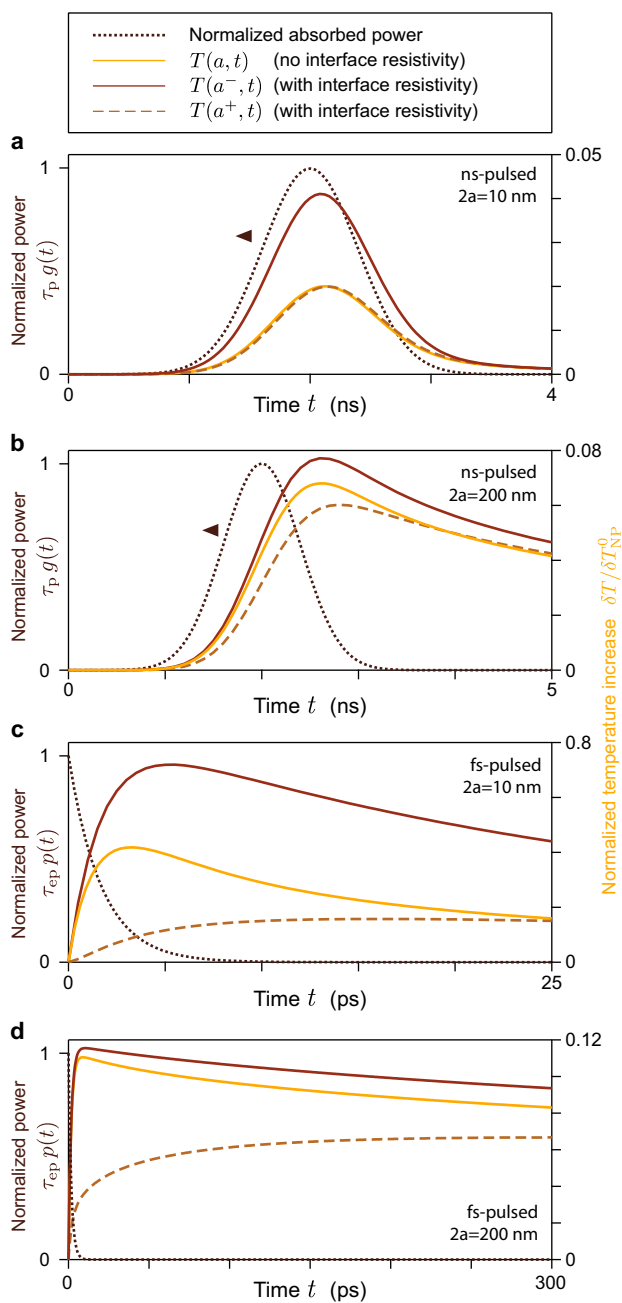 Normalized absorbed power
T(a, t) (no interface resistivity)
T(a⁻, t) (with interface resistivity)
T(a⁺, t) (with interface resistivity)
a
Normalized power
τₚ g(t)
1
0
ns-pulsed
2a=10 nm
0.05
0
0
4
Time t (ns)
b
Normalized power
τₚ g(t)
1
0
ns-pulsed
2a=200 nm
0.08
0
0
5
Time t (ns)
Normalized temperature increase δT/δT⁰_NP
c
Normalized power
τ_ep p(t)
1
0
fs-pulsed
2a=10 nm
0.8
0
0
25
Time t (ps)
d
Normalized power
τ_ep p(t)
1
0
fs-pulsed
2a=200 nm
0.12
0
0
300
Time t (ps)